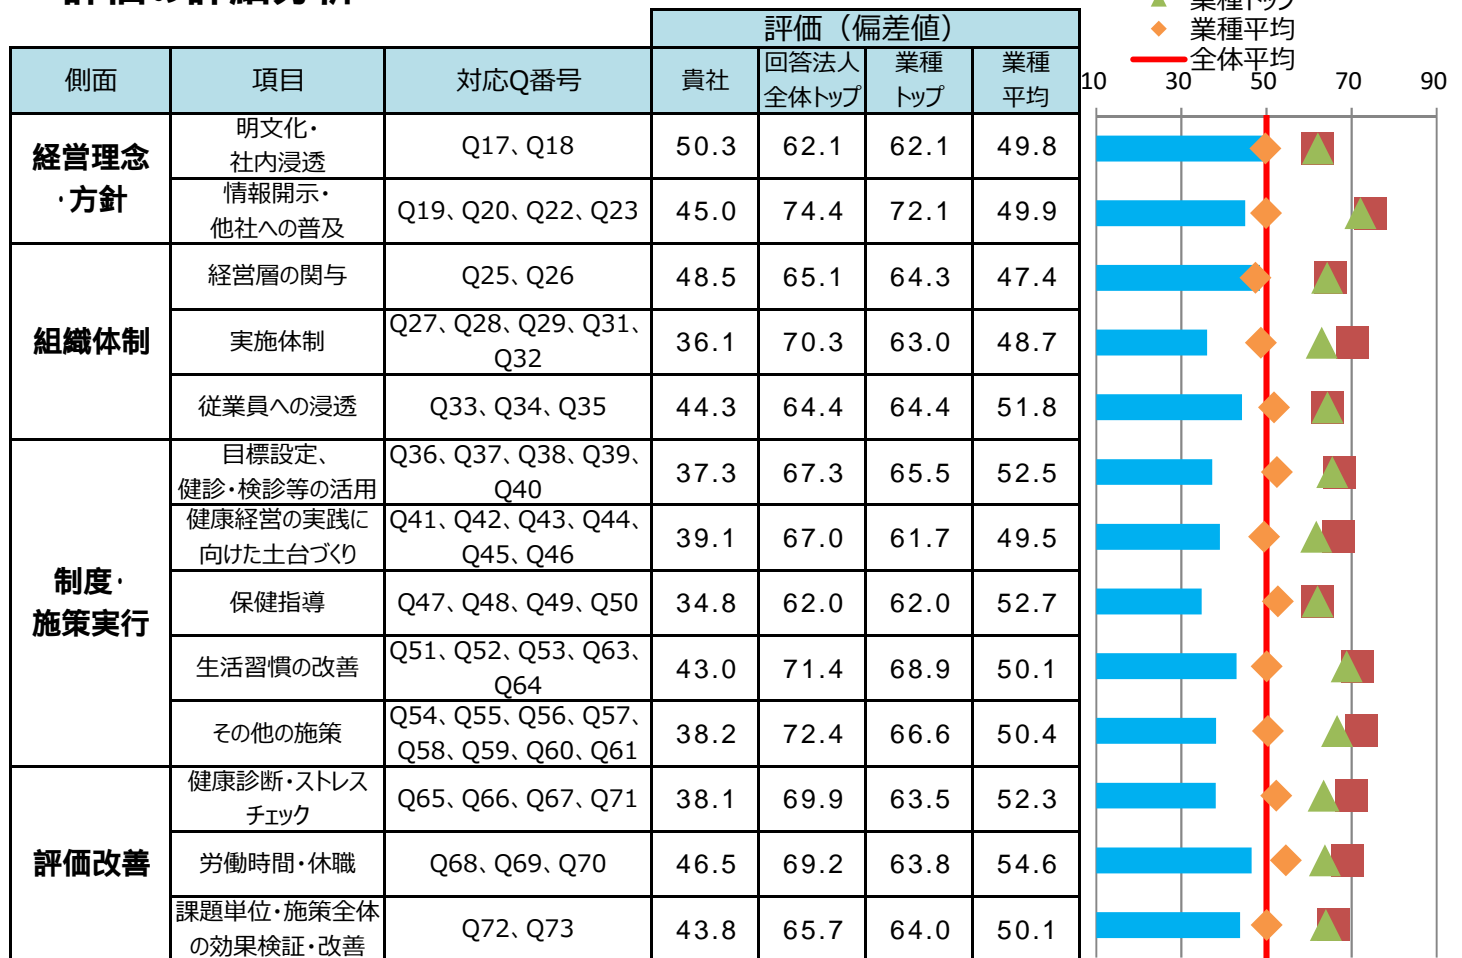 評価の詳細分析
業種トップ
業種平均
全体平均
評価（偏差値）
側面 項目 対応Q番号 貴社 回答法人全体トップ 業種トップ 業種平均
10 30 50 70 90
経営理念・方針
明文化・社内浸透 Q17、Q18 50.3 62.1 62.1 49.8
情報開示・他社への普及 Q19、Q20、Q22、Q23 45.0 74.4 72.1 49.9
組織体制
経営層の関与 Q25、Q26 48.5 65.1 64.3 47.4
実施体制 Q27、Q28、Q29、Q31、Q32 36.1 70.3 63.0 48.7
従業員への浸透 Q33、Q34、Q35 44.3 64.4 64.4 51.8
制度・施策実行
目標設定、健診・検診等の活用 Q36、Q37、Q38、Q39、Q40 37.3 67.3 65.5 52.5
健康経営の実践に向けた土台づくり Q41、Q42、Q43、Q44、Q45、Q46 39.1 67.0 61.7 49.5
保健指導 Q47、Q48、Q49、Q50 34.8 62.0 62.0 52.7
生活習慣の改善 Q51、Q52、Q53、Q63、Q64 43.0 71.4 68.9 50.1
その他の施策 Q54、Q55、Q56、Q57、Q58、Q59、Q60、Q61 38.2 72.4 66.6 50.4
評価改善
健康診断・ストレスチェック Q65、Q66、Q67、Q71 38.1 69.9 63.5 52.3
労働時間・休職 Q68、Q69、Q70 46.5 69.2 63.8 54.6
課題単位・施策全体の効果検証・改善 Q72、Q73 43.8 65.7 64.0 50.1